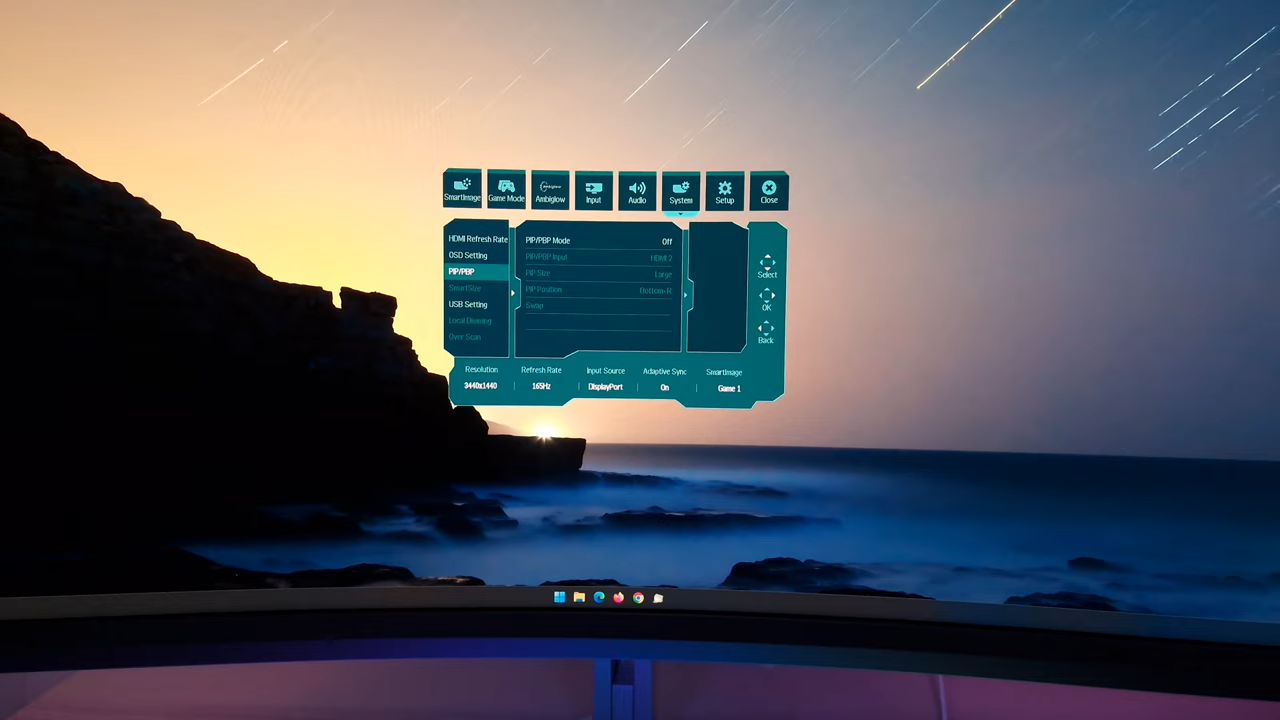 SmartImage Game Mode Ambiglow Input Audio System Setup Close
Ambiglow
HDMI Refresh Rate
OSD Setting
PIP/PBP
SmartSize
USB Setting
Local Dimming
Over Scan
PIP/PBP Mode Off
PIP/PBP Input HDMI 2
PIP Size Large
PIP Position Bottom-R
Swap
Select
OK
Back
Resolution Refresh Rate Input Source Adaptive Sync SmartImage
3440x1440 165Hz DisplayPort On Game 1